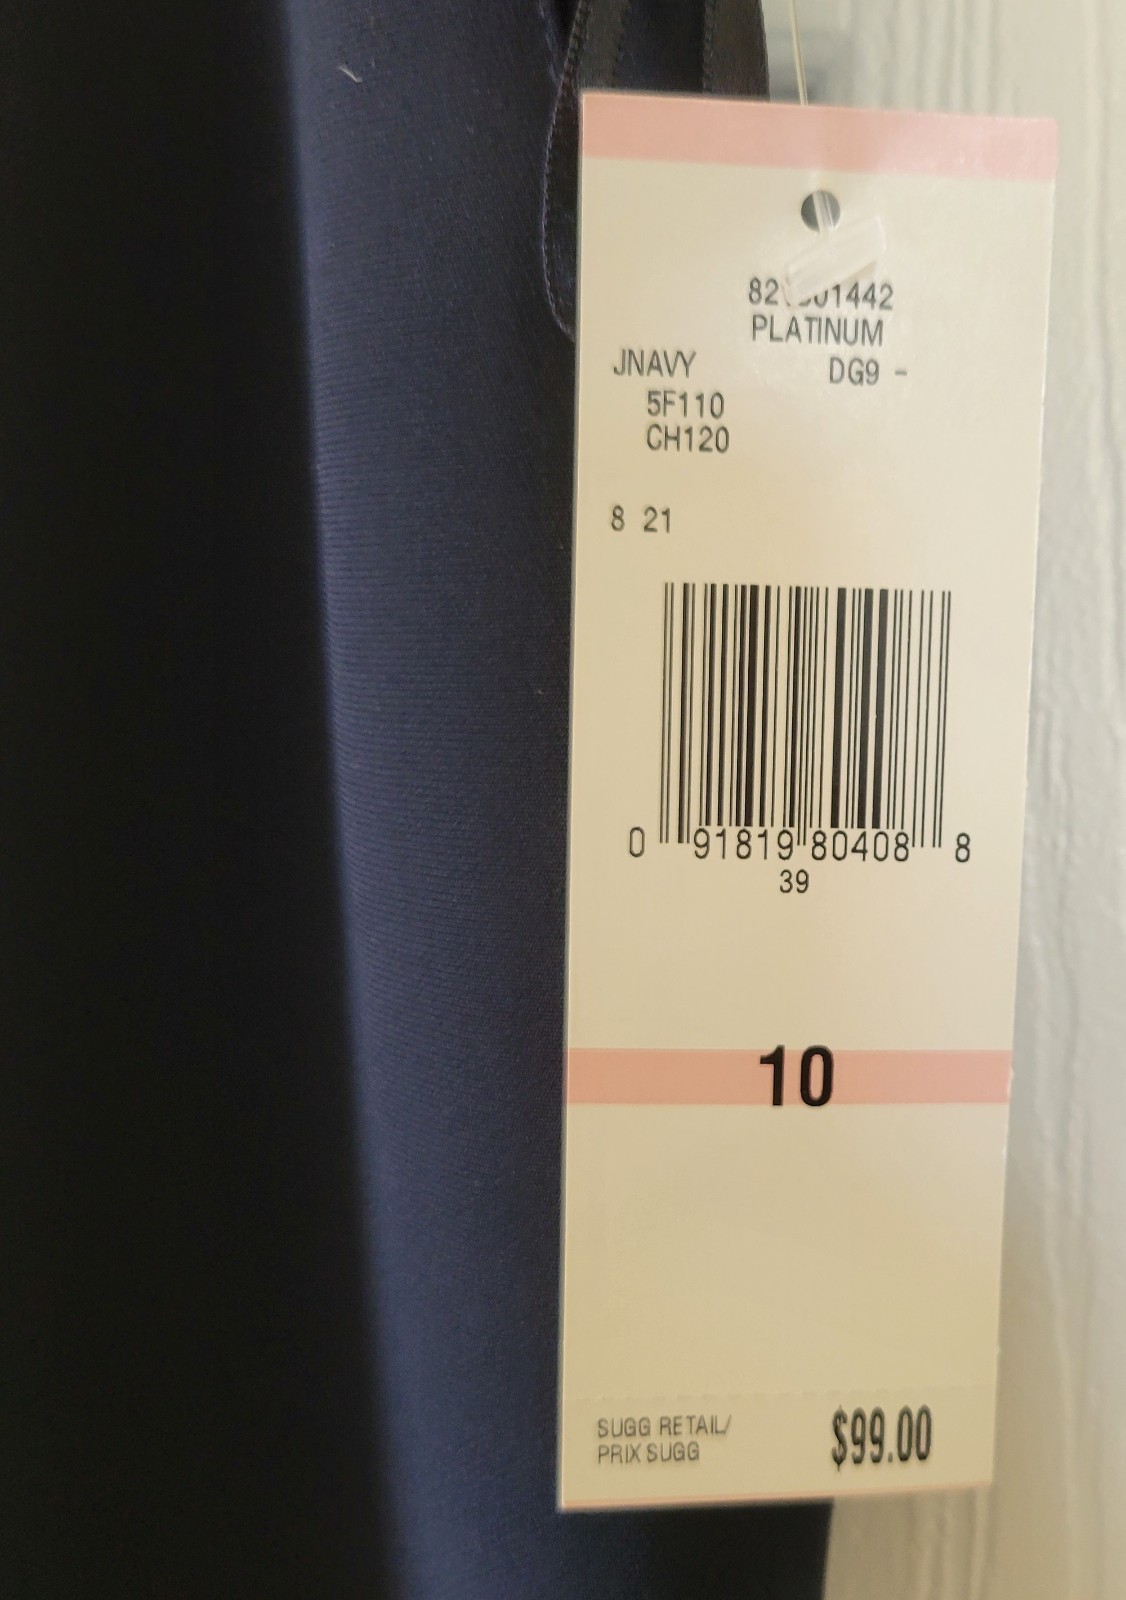 PLATINUM
JNAVY DG9 -
5F110
CH120
8 21
0 91819 80408 8
39
10
SUGG RETAIL/
PRIX SUGG
$99.00